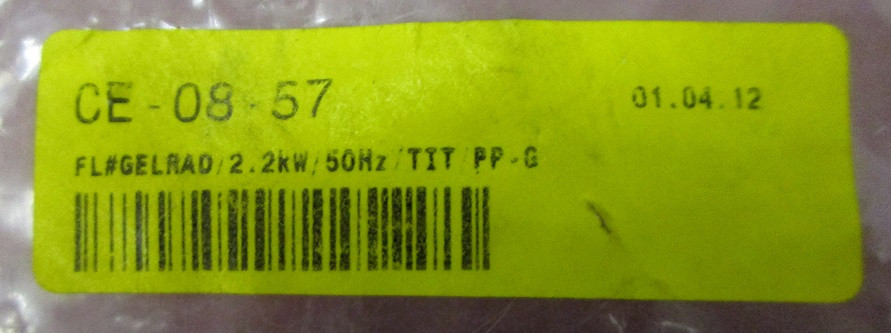 CE-08-57 01.04.12
FL#GELRAD/2.2kW/50Hz/TIT/PP-G